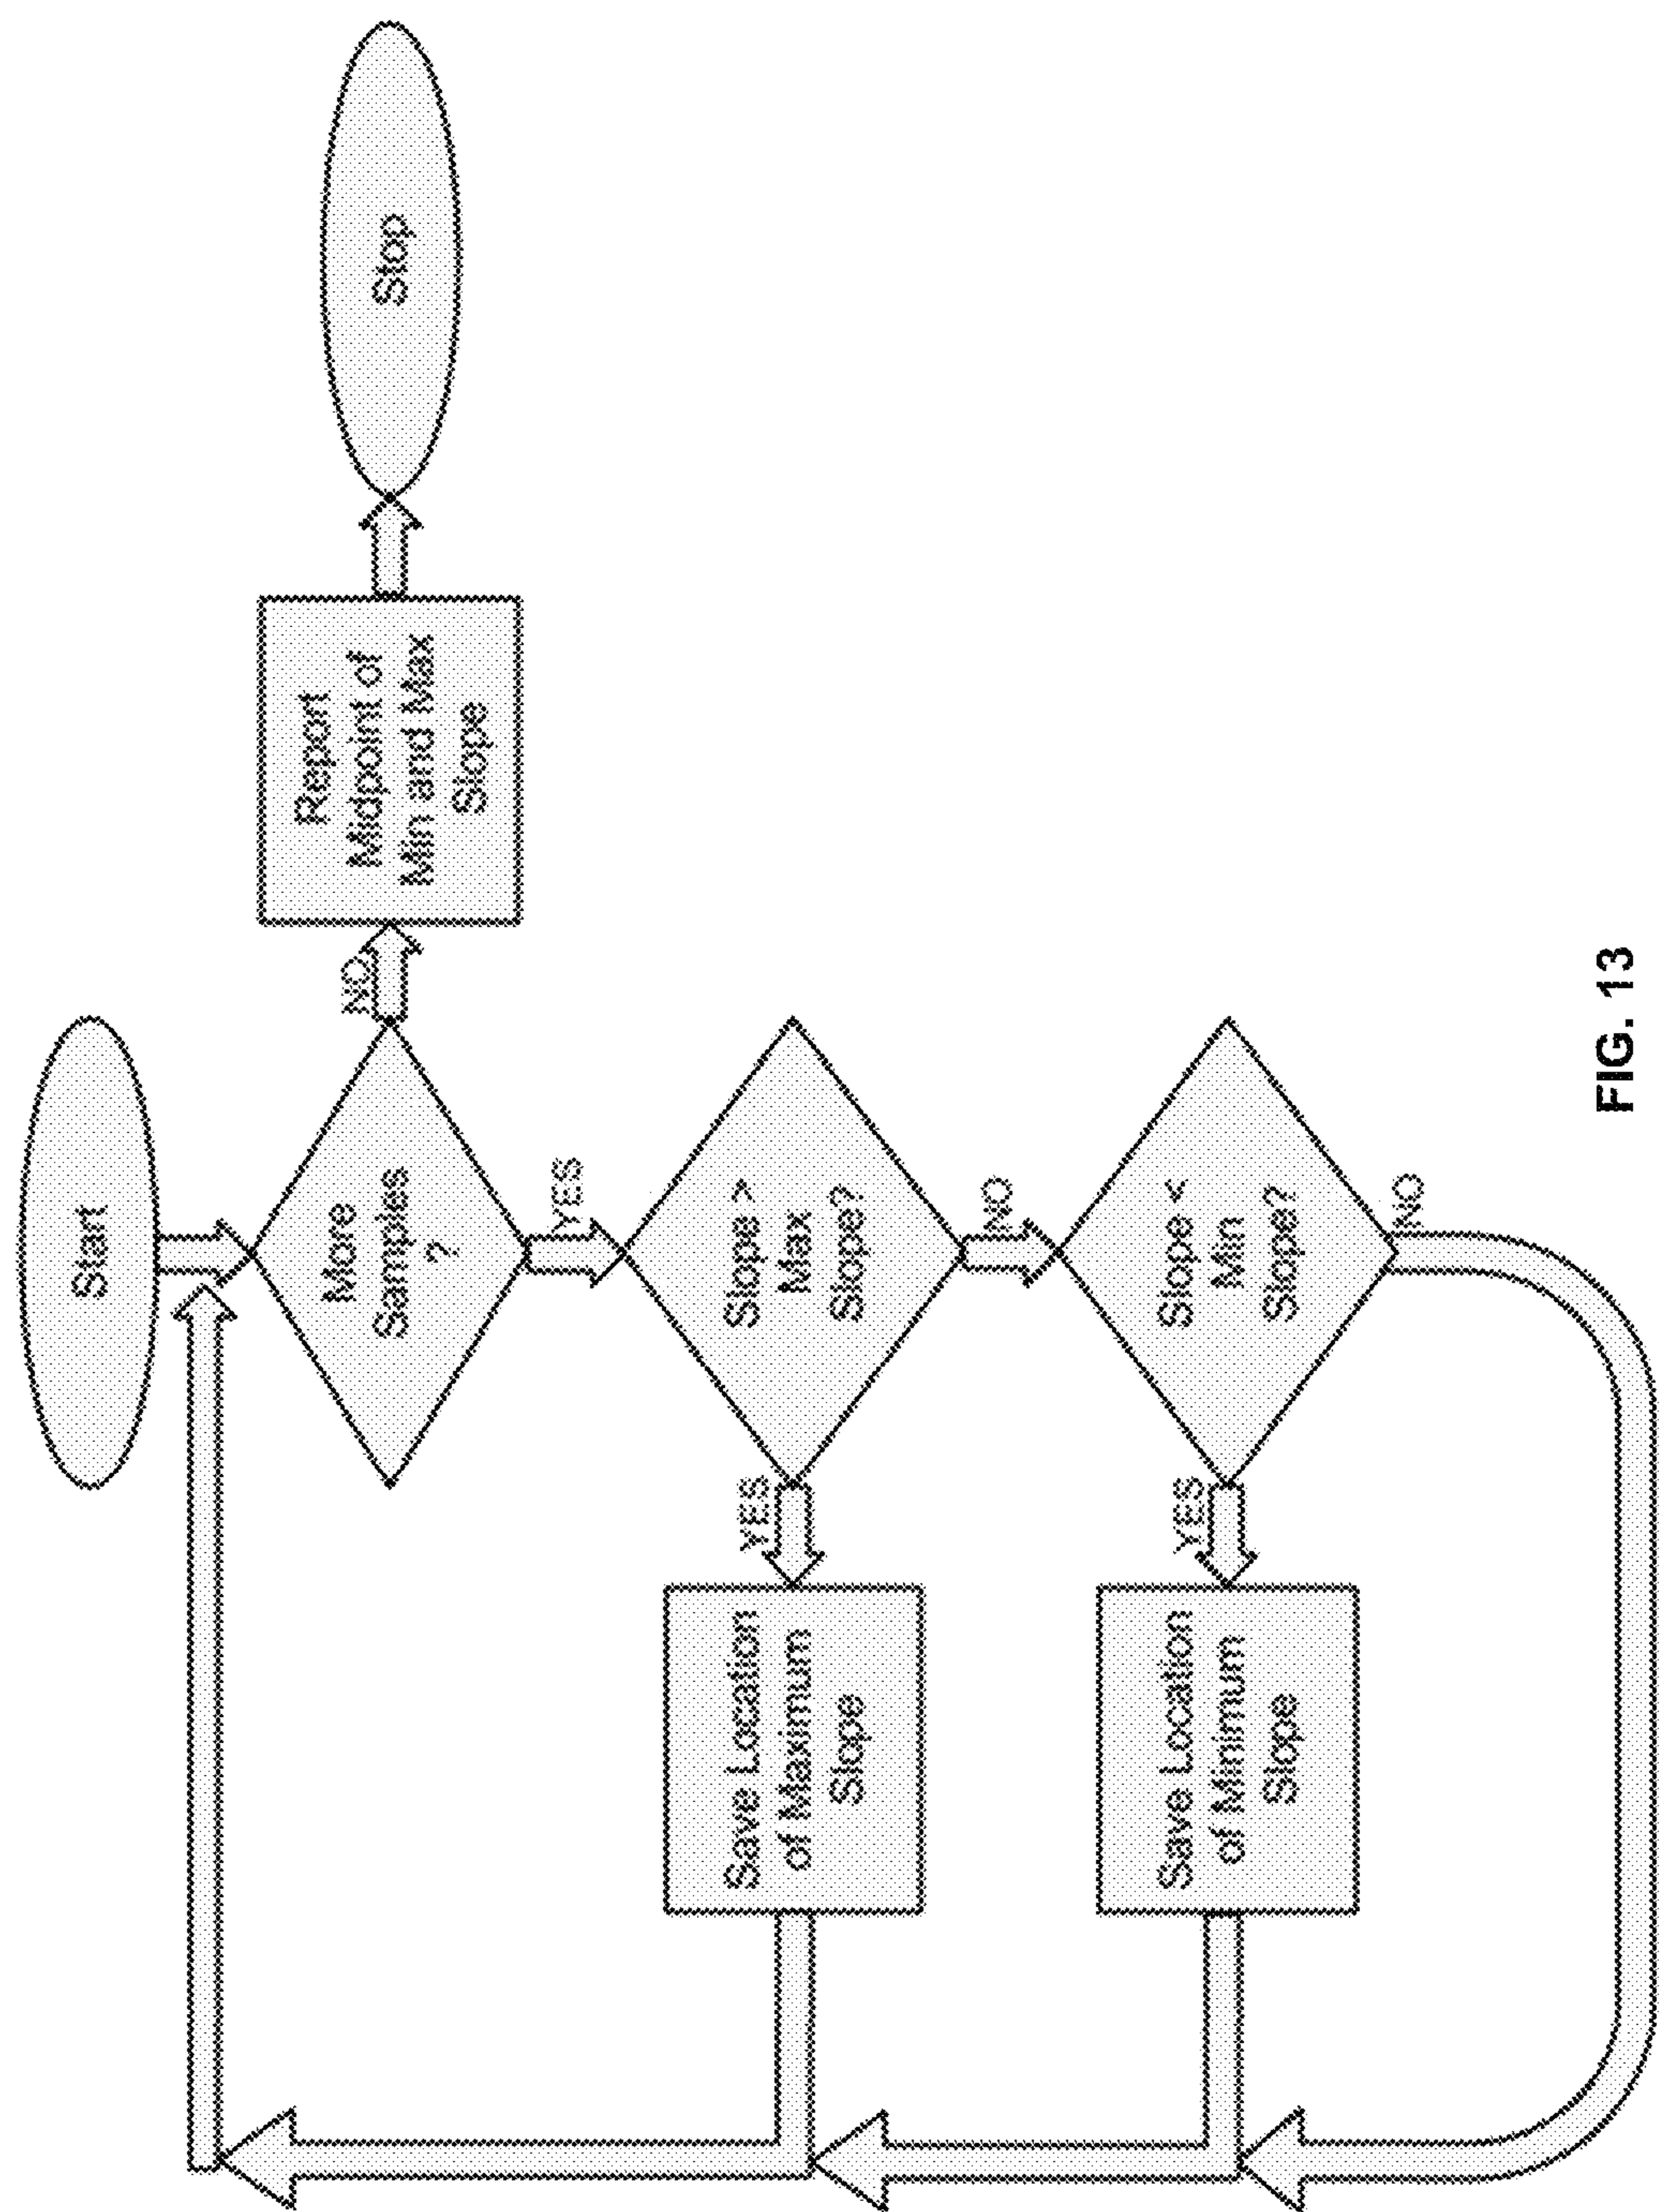 Start
More
Samples
?
NO
Report
Midpoint of
Min and Max
Slope
Stop
YES
Slope >
Max
Slope?
YES
Save Location
of Maximum
Slope
NO
Slope <
Min
Slope?
YES
Save Location
of Minimum
Slope
NO
FIG. 13